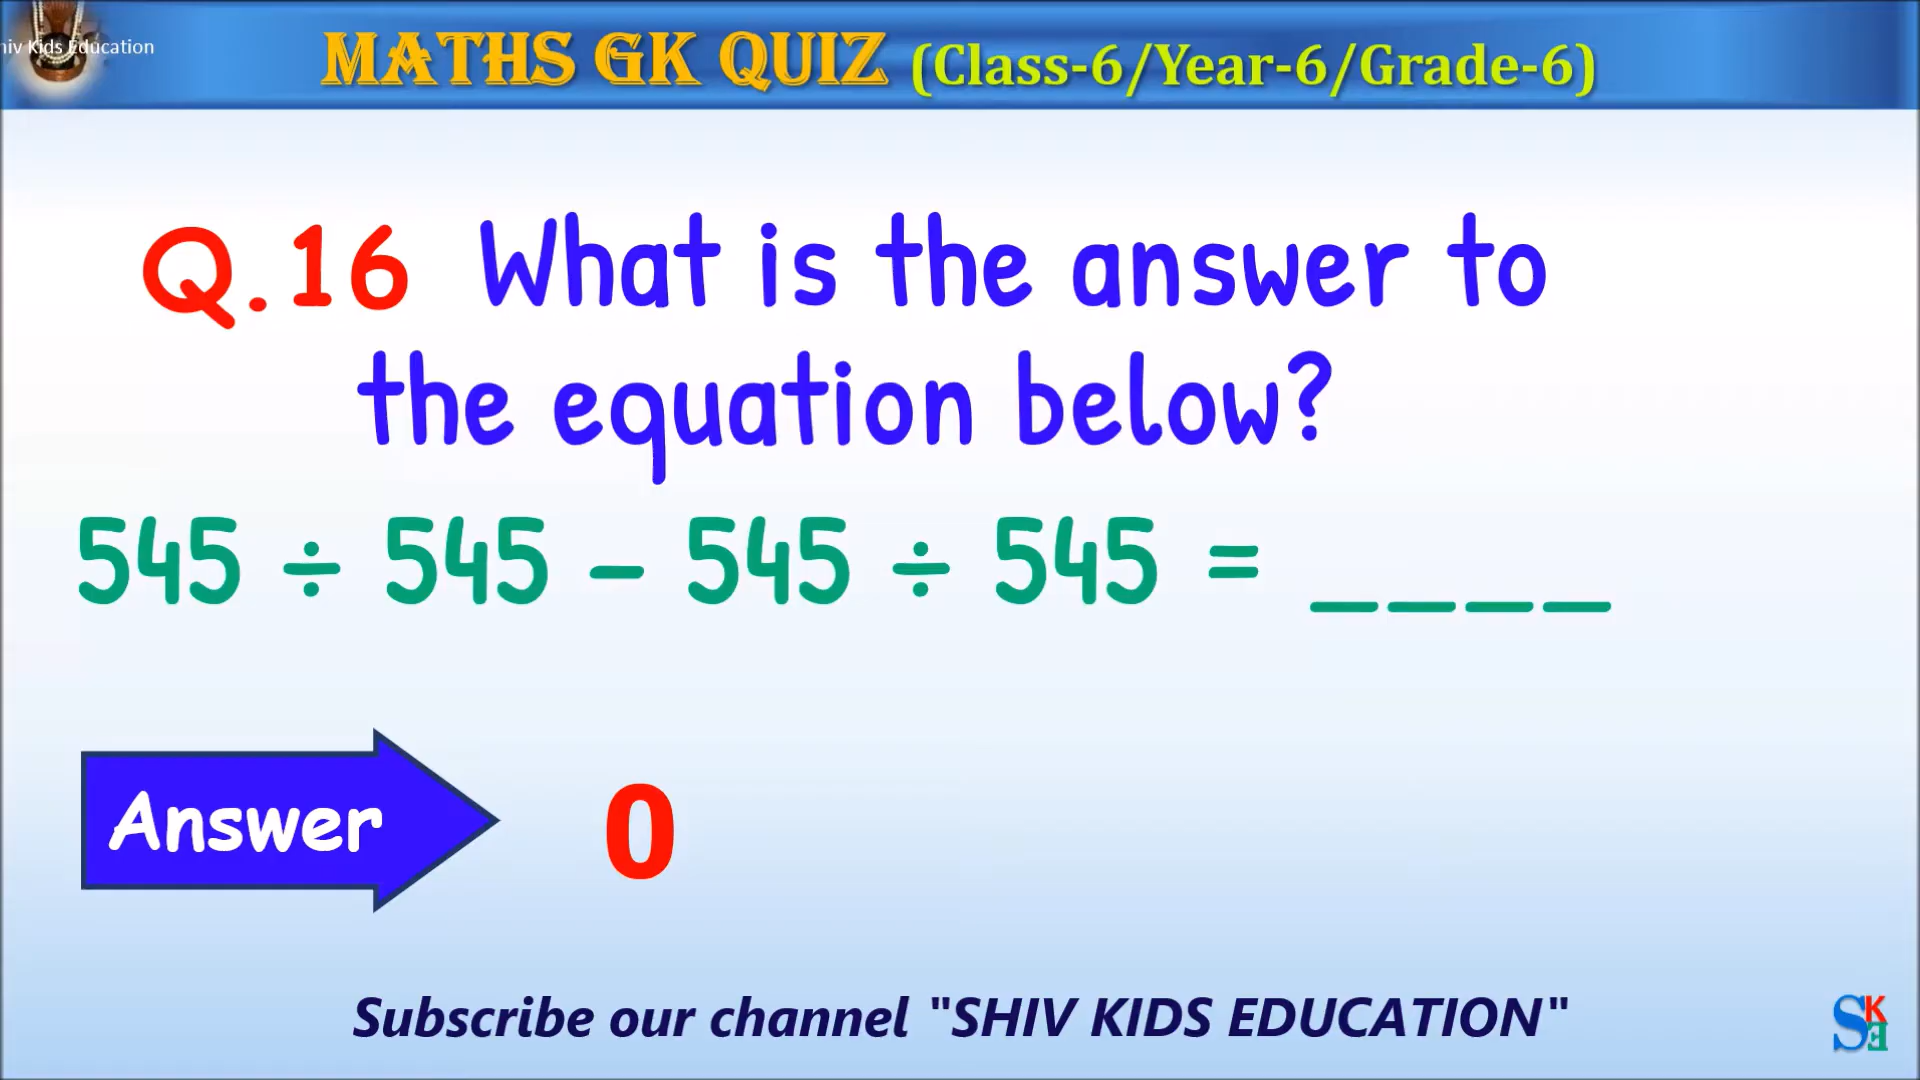 hiv Kids Education
MATHS GK QUIZ (Class-6/Year-6/Grade-6)
Q.16 What is the answer to
the equation below?
545 ÷ 545 – 545 ÷ 545 = ____
Answer 0
Subscribe our channel "SHIV KIDS EDUCATION"
SKE